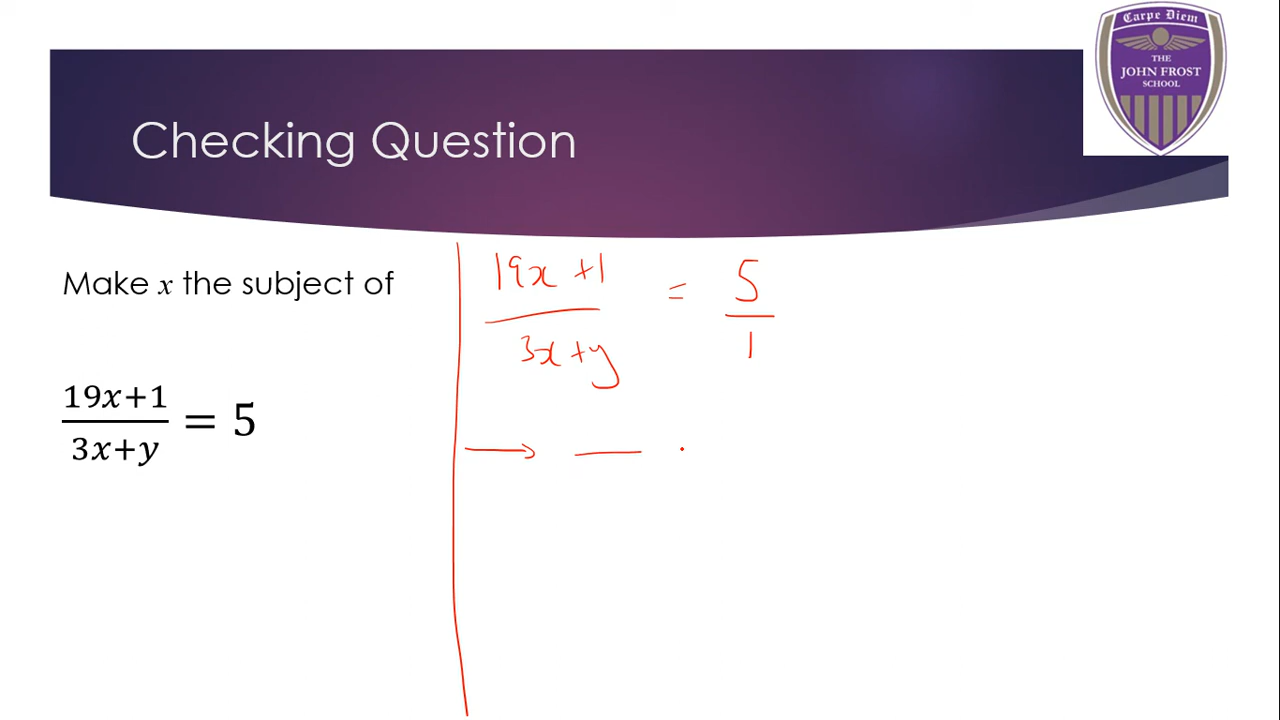 Carpe Diem
THE
JOHN FROST
SCHOOL
Checking Question
Make x the subject of
19x+1
3x+y
= 5
19x +1
3x+y
=
5
1
→